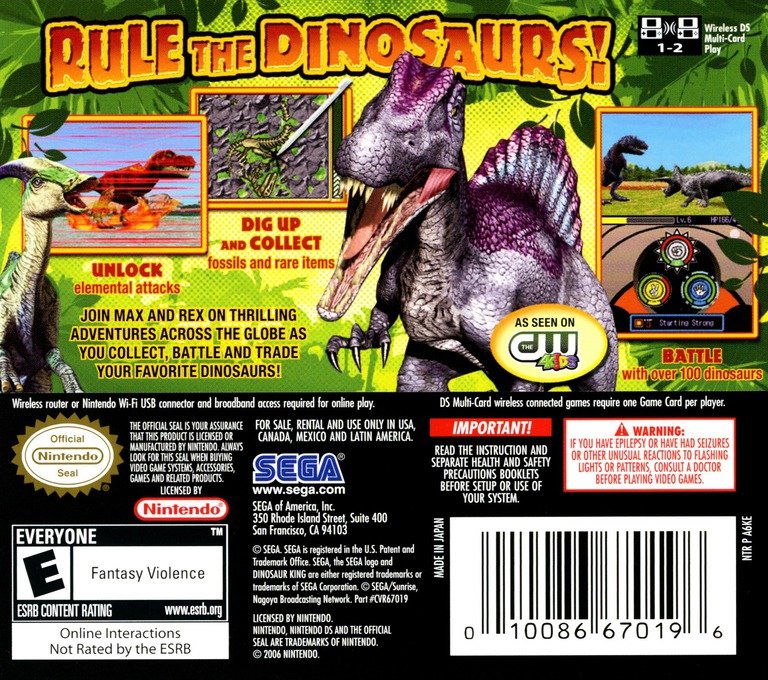 RULE THE DINOSAURS!
1-2
Wireless DS
Multi-Card
Play
UNLOCK
elemental attacks
DIG UP
AND COLLECT
fossils and rare items
JOIN MAX AND REX ON THRILLING
ADVENTURES ACROSS THE GLOBE AS
YOU COLLECT, BATTLE AND TRADE
YOUR FAVORITE DINOSAURS!
AS SEEN ON
THE CW
4KIDS
Lv. 6 HP166/
Starting Strong
BATTLE
with over 100 dinosaurs
Wireless router or Nintendo Wi-Fi USB connector and broadband access required for online play.
DS Multi-Card wireless connected games require one Game Card per player.
Official
Nintendo
Seal
THE OFFICIAL SEAL IS YOUR ASSURANCE
THAT THIS PRODUCT IS LICENSED OR
MANUFACTURED BY NINTENDO. ALWAYS
LOOK FOR THIS SEAL WHEN BUYING
VIDEO GAME SYSTEMS, ACCESSORIES,
GAMES AND RELATED PRODUCTS.
LICENSED BY
Nintendo®
EVERYONE ™
E
Fantasy Violence
ESRB CONTENT RATING www.esrb.org
Online Interactions
Not Rated by the ESRB
FOR SALE, RENTAL AND USE ONLY IN USA,
CANADA, MEXICO AND LATIN AMERICA.
SEGA®
www.sega.com
SEGA of America, Inc.
350 Rhode Island Street, Suite 400
San Francisco, CA 94103
© SEGA. SEGA is registered in the U.S. Patent and
Trademark Office. SEGA, the SEGA logo and
DINOSAUR KING are either registered trademarks or
trademarks of SEGA Corporation. © SEGA/Sunrise,
Nagoya Broadcasting Network. Part #CVR67019
LICENSED BY NINTENDO.
NINTENDO, NINTENDO DS AND THE OFFICIAL
SEAL ARE TRADEMARKS OF NINTENDO.
© 2006 NINTENDO.
IMPORTANT!
READ THE INSTRUCTION AND
SEPARATE HEALTH AND SAFETY
PRECAUTIONS BOOKLETS
BEFORE SETUP OR USE OF
YOUR SYSTEM.
WARNING:
IF YOU HAVE EPILEPSY OR HAVE HAD SEIZURES
OR OTHER UNUSUAL REACTIONS TO FLASHING
LIGHTS OR PATTERNS, CONSULT A DOCTOR
BEFORE PLAYING VIDEO GAMES.
MADE IN JAPAN
0 10086 67019 6
NTR P A6KE